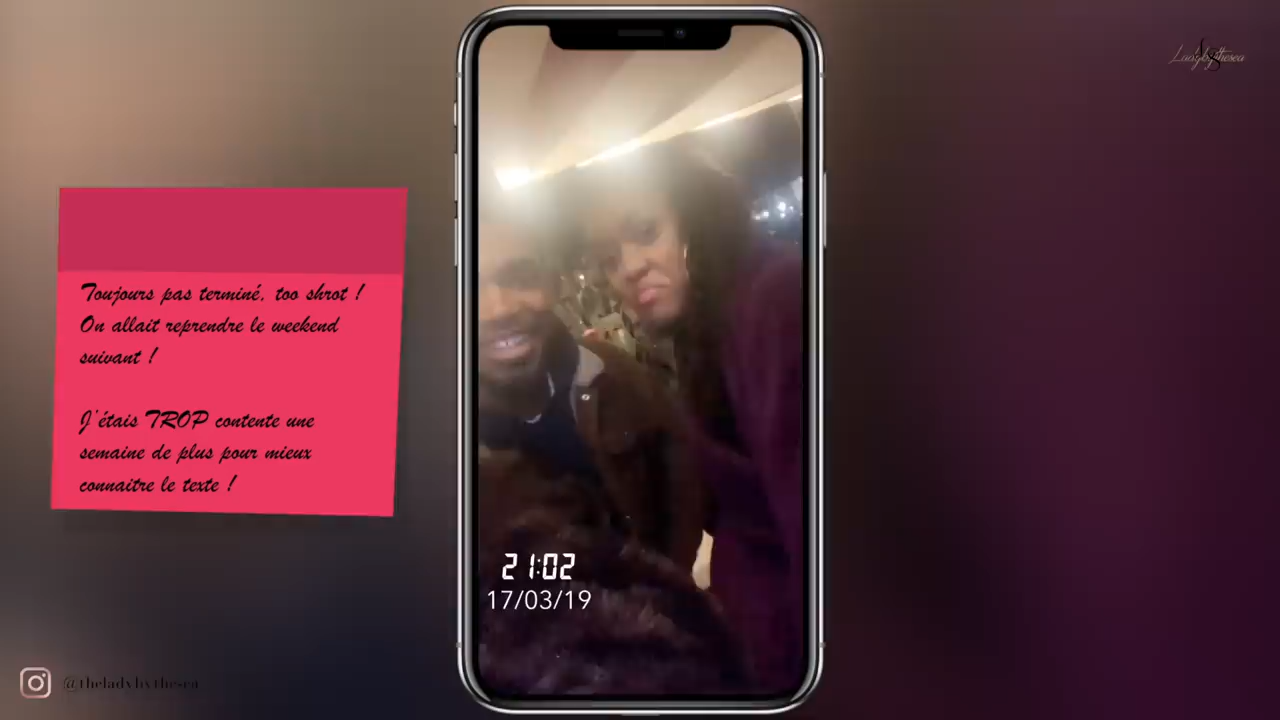 Ladybythesea
Toujours pas terminé, too shrot !
On allait reprendre le weekend
suivant !
J'étais TROP contente une
semaine de plus pour mieux
connaitre le texte !
21:02
17/03/19
@theladybythesea